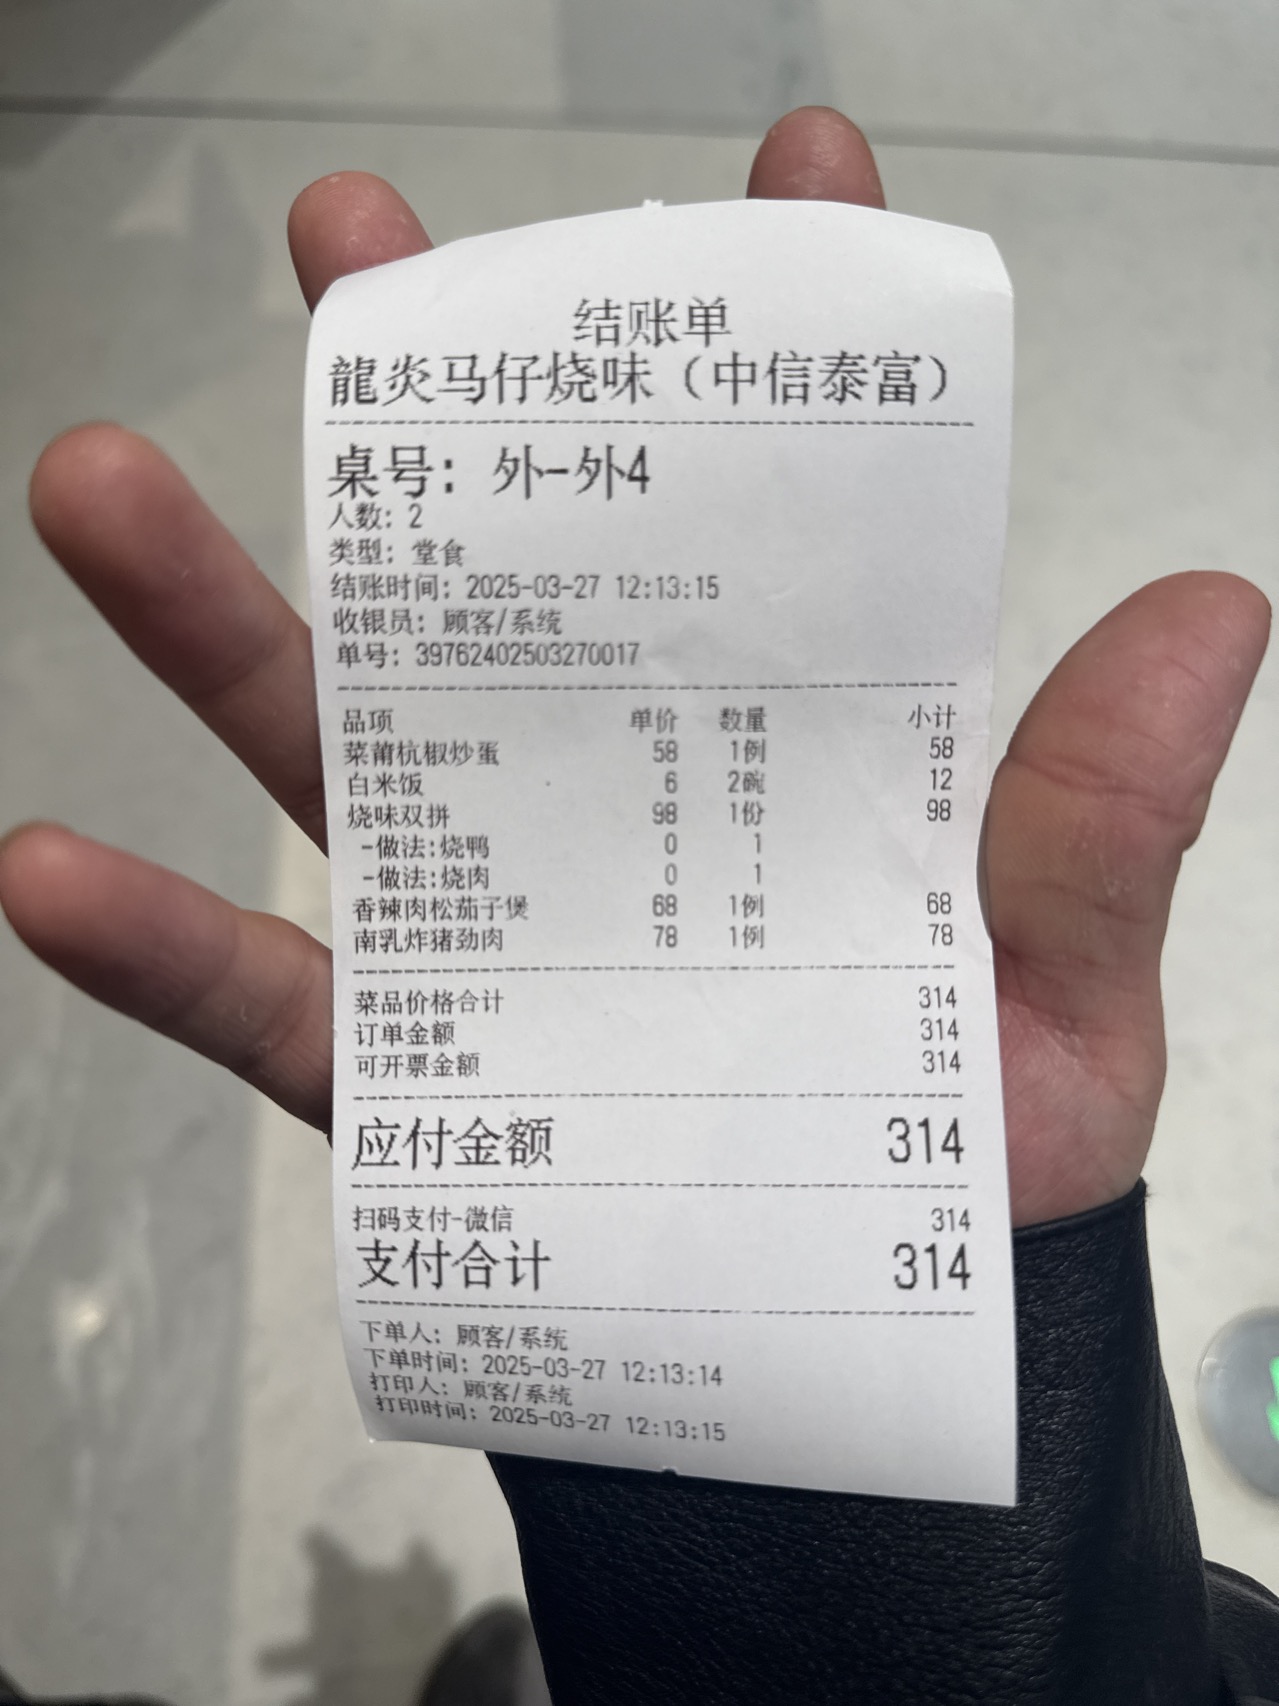 结账单
龍炎马仔烧味（中信泰富）
桌号：外-外4
人数：2
类型：堂食
结账时间：2025-03-27 12:13:15
收银员：顾客/系统
单号：39762402503270017
品项 单价 数量 小计
菜莆杭椒炒蛋 58 1例 58
白米饭 6 2碗 12
烧味双拼 98 1份 98
-做法:烧鸭 0 1
-做法:烧肉 0 1
香辣肉松茄子煲 68 1例 68
南乳炸猪劲肉 78 1例 78
菜品价格合计 314
订单金额 314
可开票金额 314
应付金额 314
扫码支付-微信 314
支付合计 314
下单人：顾客/系统
下单时间：2025-03-27 12:13:14
打印人：顾客/系统
打印时间：2025-03-27 12:13:15